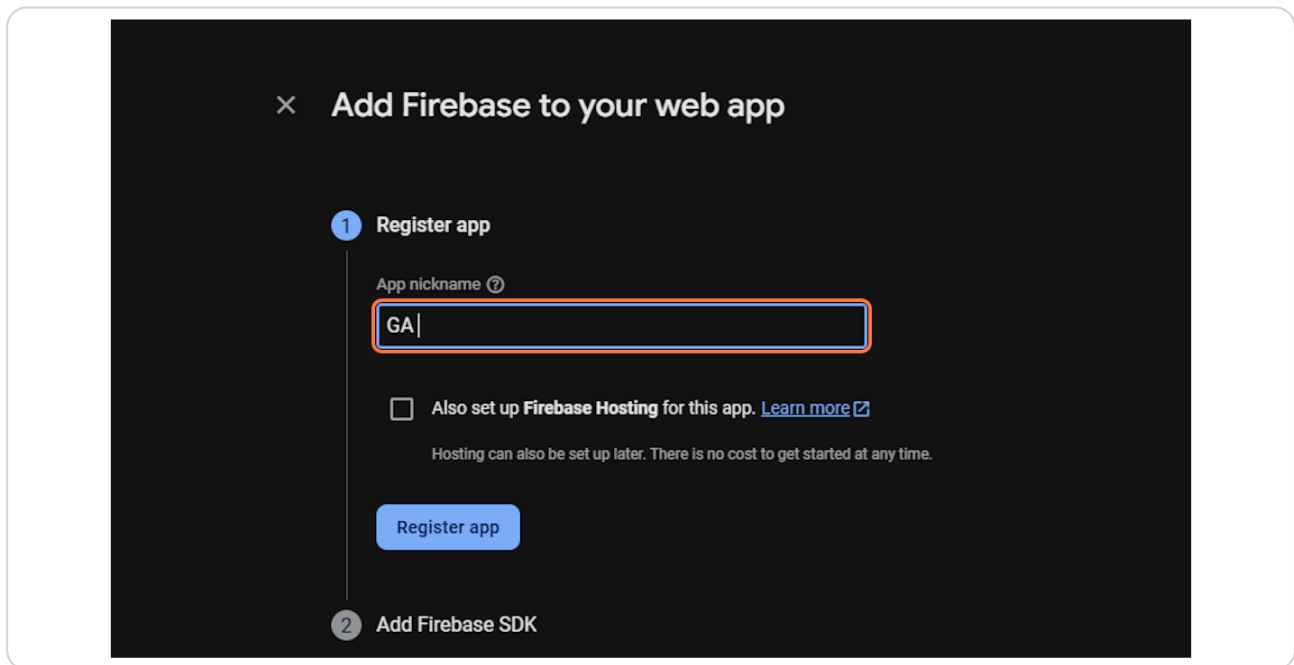 Add Firebase to your web app
1 Register app
App nickname
GA
Also set up Firebase Hosting for this app. Learn more
Hosting can also be set up later. There is no cost to get started at any time.
Register app
2 Add Firebase SDK